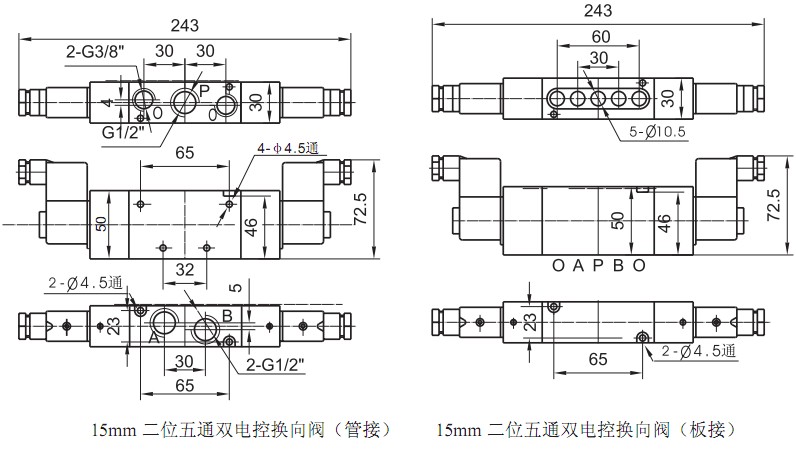 243
2-G3/8"
30
30
4
P
O
O
30
G1/2"
65
4-φ4.5通
50
46
72.5
32
2-Ø4.5通
5
23
A
B
30
2-G1/2"
65
15mm 二位五通双电控换向阀（管接）
243
60
30
30
5-Ø10.5
50
46
72.5
O A P B O
23
65
2-Ø4.5通
15mm 二位五通双电控换向阀（板接）